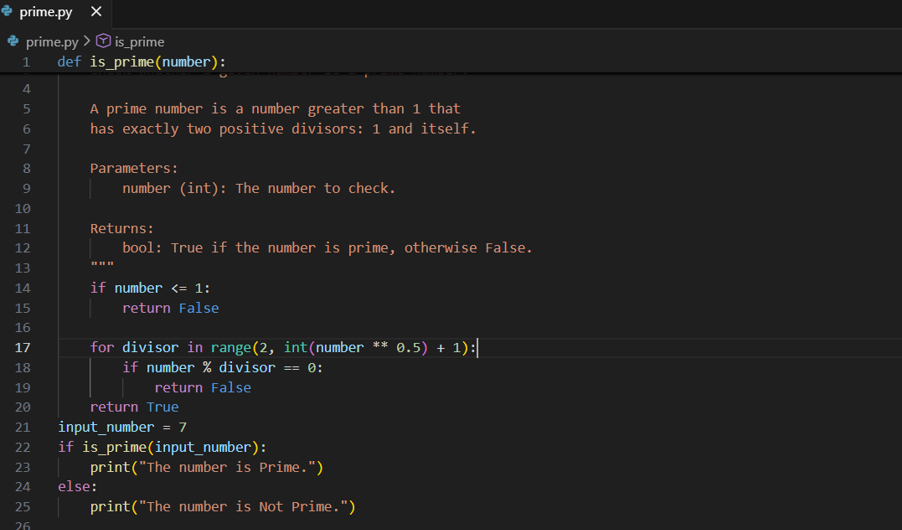 prime.py
prime.py > is_prime
1 def is_prime(number):
4
5 A prime number is a number greater than 1 that
6 has exactly two positive divisors: 1 and itself.
7
8 Parameters:
9 number (int): The number to check.
10
11 Returns:
12 bool: True if the number is prime, otherwise False.
13 """
14 if number <= 1:
15 return False
16
17 for divisor in range(2, int(number ** 0.5) + 1):
18 if number % divisor == 0:
19 return False
20 return True
21 input_number = 7
22 if is_prime(input_number):
23 print("The number is Prime.")
24 else:
25 print("The number is Not Prime.")
26